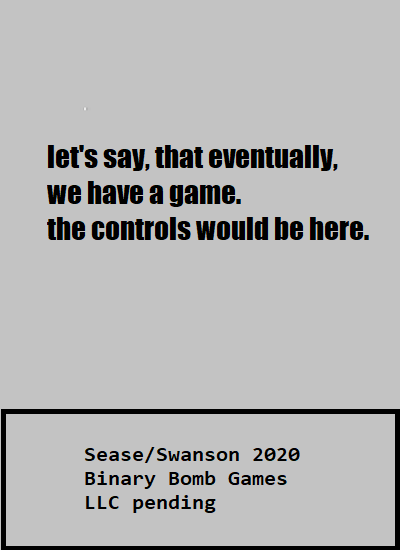 let's say, that eventually,
we have a game.
the controls would be here.
Sease/Swanson 2020
Binary Bomb Games
LLC pending